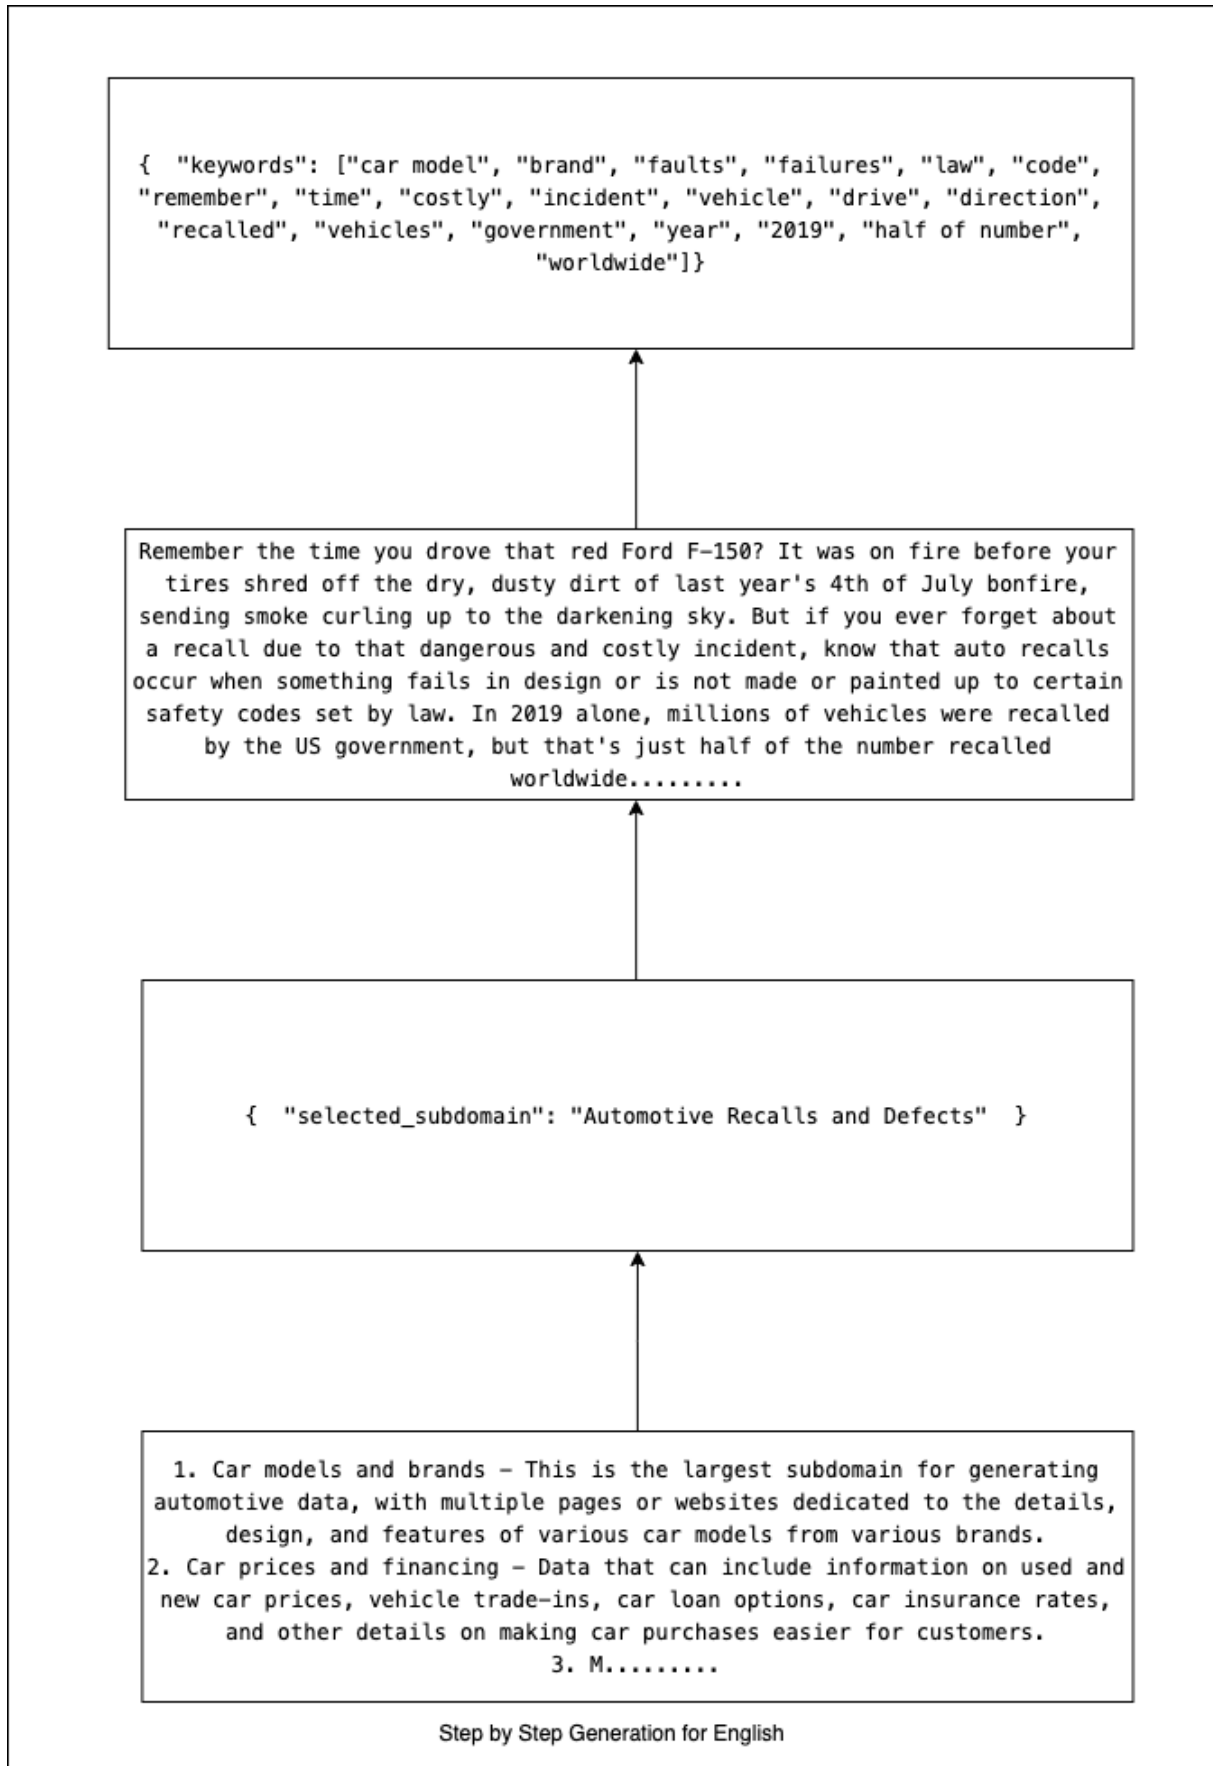 {  "keywords": ["car model", "brand", "faults", "failures", "law", "code",
"remember", "time", "costly", "incident", "vehicle", "drive", "direction",
"recalled", "vehicles", "government", "year", "2019", "half of number",
"worldwide"]}
Remember the time you drove that red Ford F-150? It was on fire before your
tires shred off the dry, dusty dirt of last year's 4th of July bonfire,
sending smoke curling up to the darkening sky. But if you ever forget about
a recall due to that dangerous and costly incident, know that auto recalls
occur when something fails in design or is not made or painted up to certain
safety codes set by law. In 2019 alone, millions of vehicles were recalled
by the US government, but that's just half of the number recalled
worldwide.........
{  "selected_subdomain": "Automotive Recalls and Defects"  }
1. Car models and brands – This is the largest subdomain for generating
automotive data, with multiple pages or websites dedicated to the details,
design, and features of various car models from various brands.
2. Car prices and financing – Data that can include information on used and
new car prices, vehicle trade-ins, car loan options, car insurance rates,
and other details on making car purchases easier for customers.
3. M.........
Step by Step Generation for English